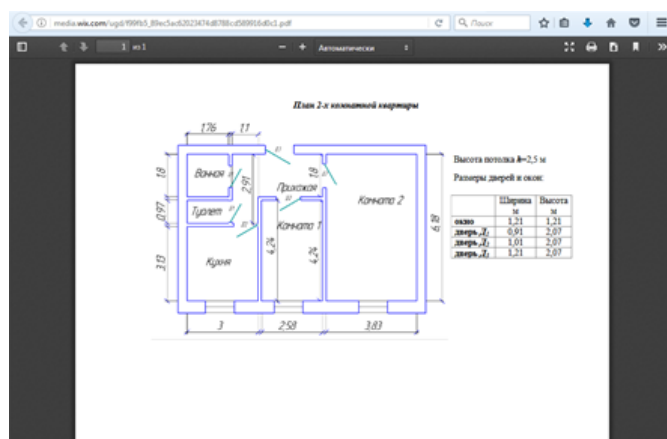 media.wix.com/ugd/f99fb5_89ec5ac62023474d8788cd589916d0c1.pdf
Поиск
1 из 1
Автоматически
План 2-х комнатной квартиры
1,76
1,1
Высота потолка h=2,5 м
Размеры дверей и окон:
Ширина м
Высота м
окно 1,21 1,21
дверь, Д1 0,91 2,07
дверь, Д2 1,01 2,07
дверь, Д3 1,21 2,07
1,8
Ванная
2,91
1,8
Прихожая
Комната 2
6,18
0,97
Туалет
Комната 1
3,13
Кухня
4,24
4,24
3
2,58
3,83